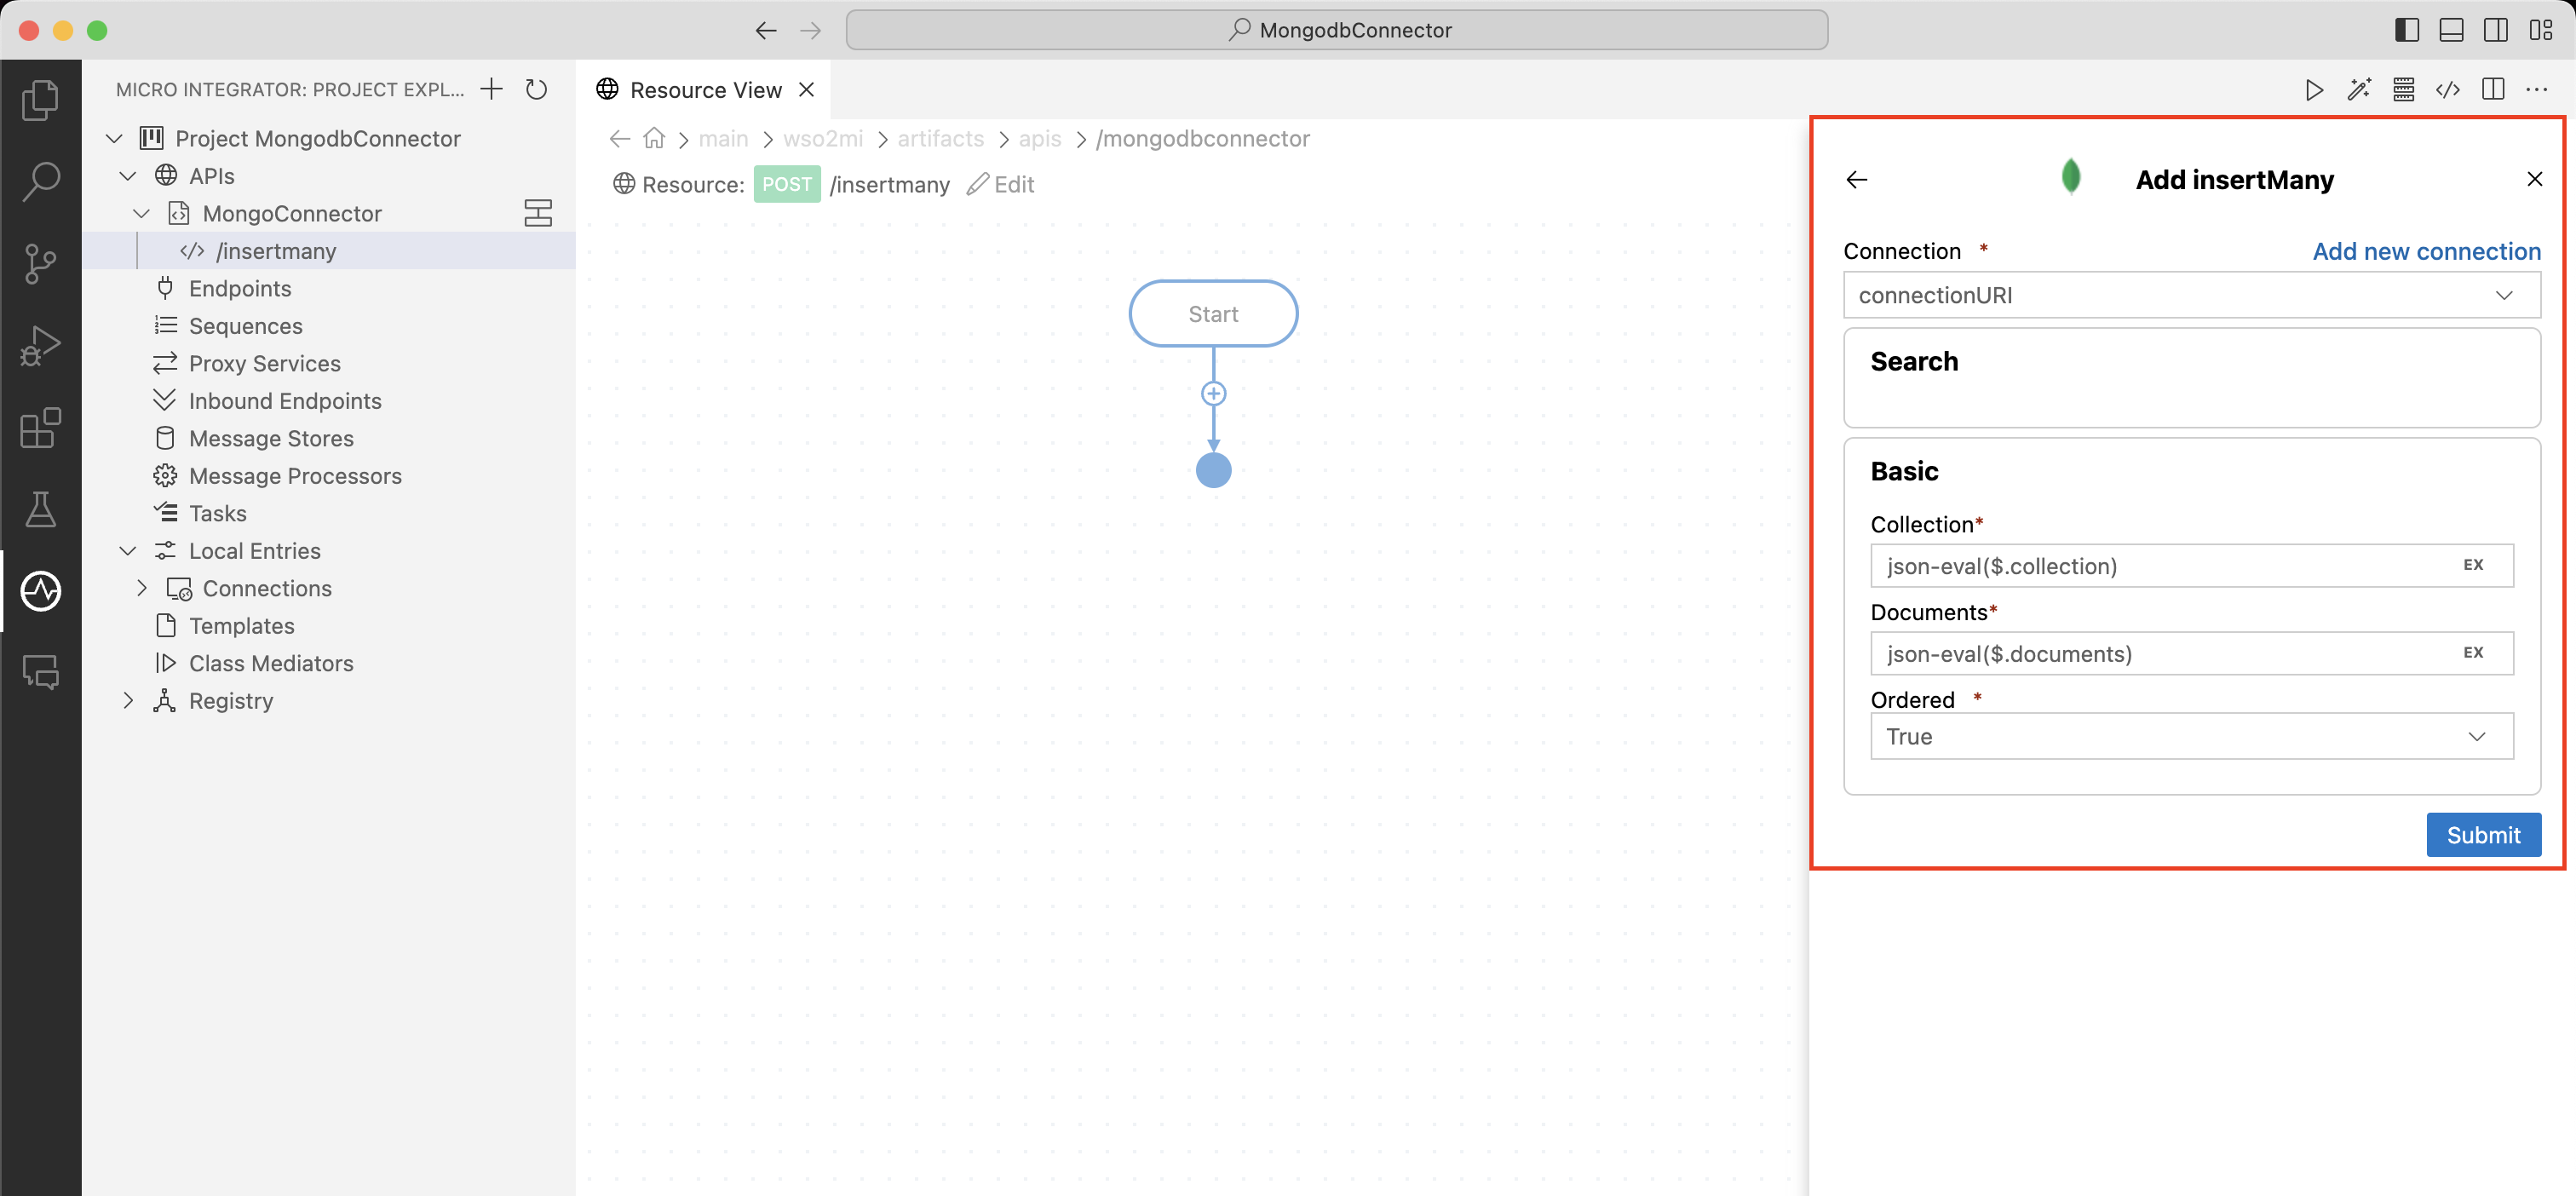 MongodbConnector
MICRO INTEGRATOR: PROJECT EXPL...
Project MongodbConnector
APIs
MongoConnector
/insertmany
Endpoints
Sequences
Proxy Services
Inbound Endpoints
Message Stores
Message Processors
Tasks
Local Entries
Connections
Templates
Class Mediators
Registry
Resource View
main > wso2mi > artifacts > apis > /mongodbconnector
Resource: POST /insertmany Edit
Start
Add insertMany
Connection * Add new connection
connectionURI
Search
Basic
Collection*
json-eval($.collection) EX
Documents*
json-eval($.documents) EX
Ordered *
True
Submit